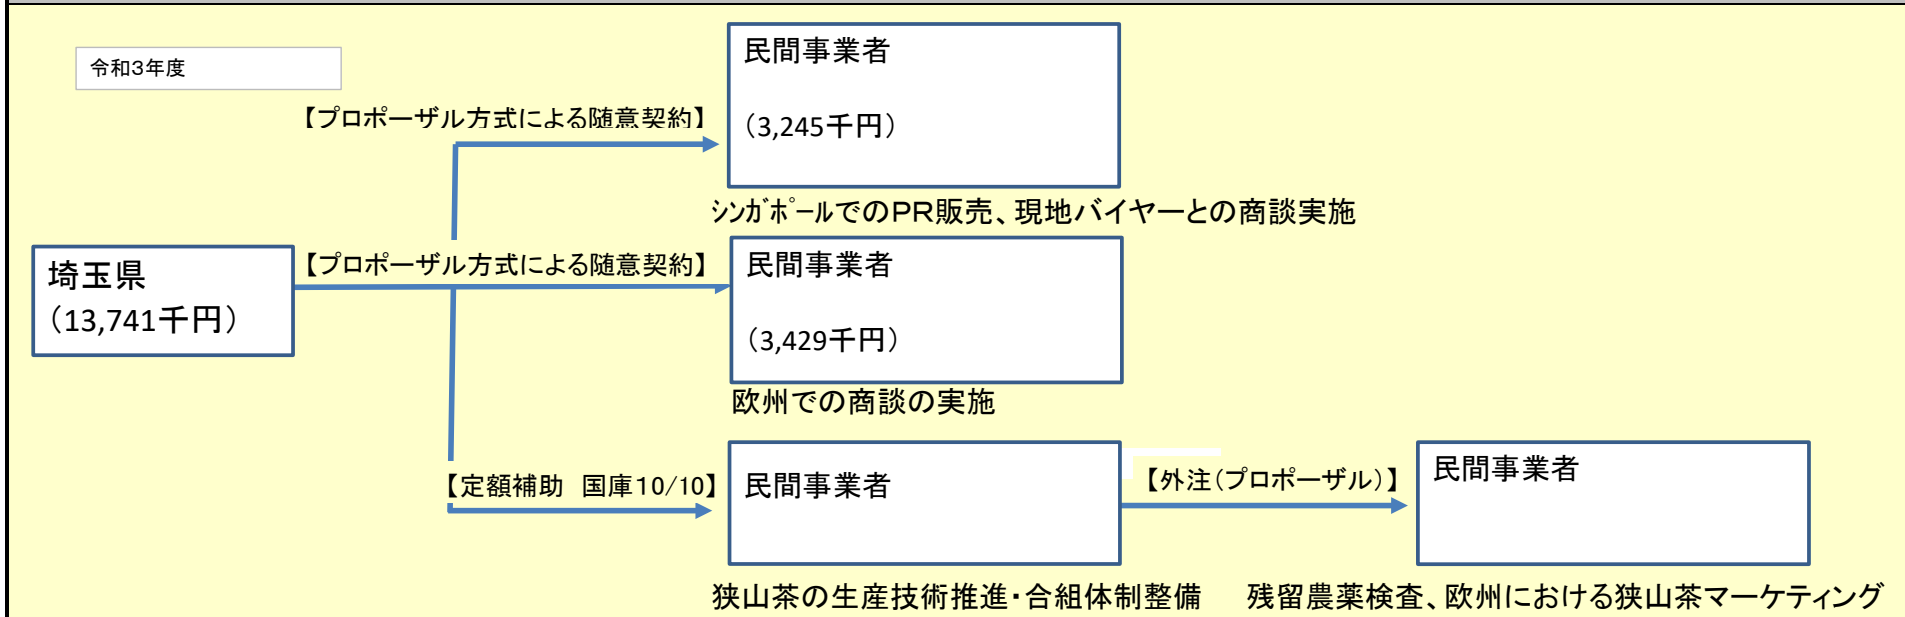 令和3年度
民間事業者
【プロポーザル方式による随意契約】
（3,245千円）
ｼﾝｶﾞﾎﾟｰﾙでのPR販売、現地バイヤーとの商談実施
埼玉県
（13,741千円）
【プロポーザル方式による随意契約】
民間事業者
（3,429千円）
欧州での商談の実施
【定額補助　国庫10/10】
民間事業者
【外注(プロポーザル)】
民間事業者
狭山茶の生産技術推進・合組体制整備
残留農薬検査、欧州における狭山茶マーケティング